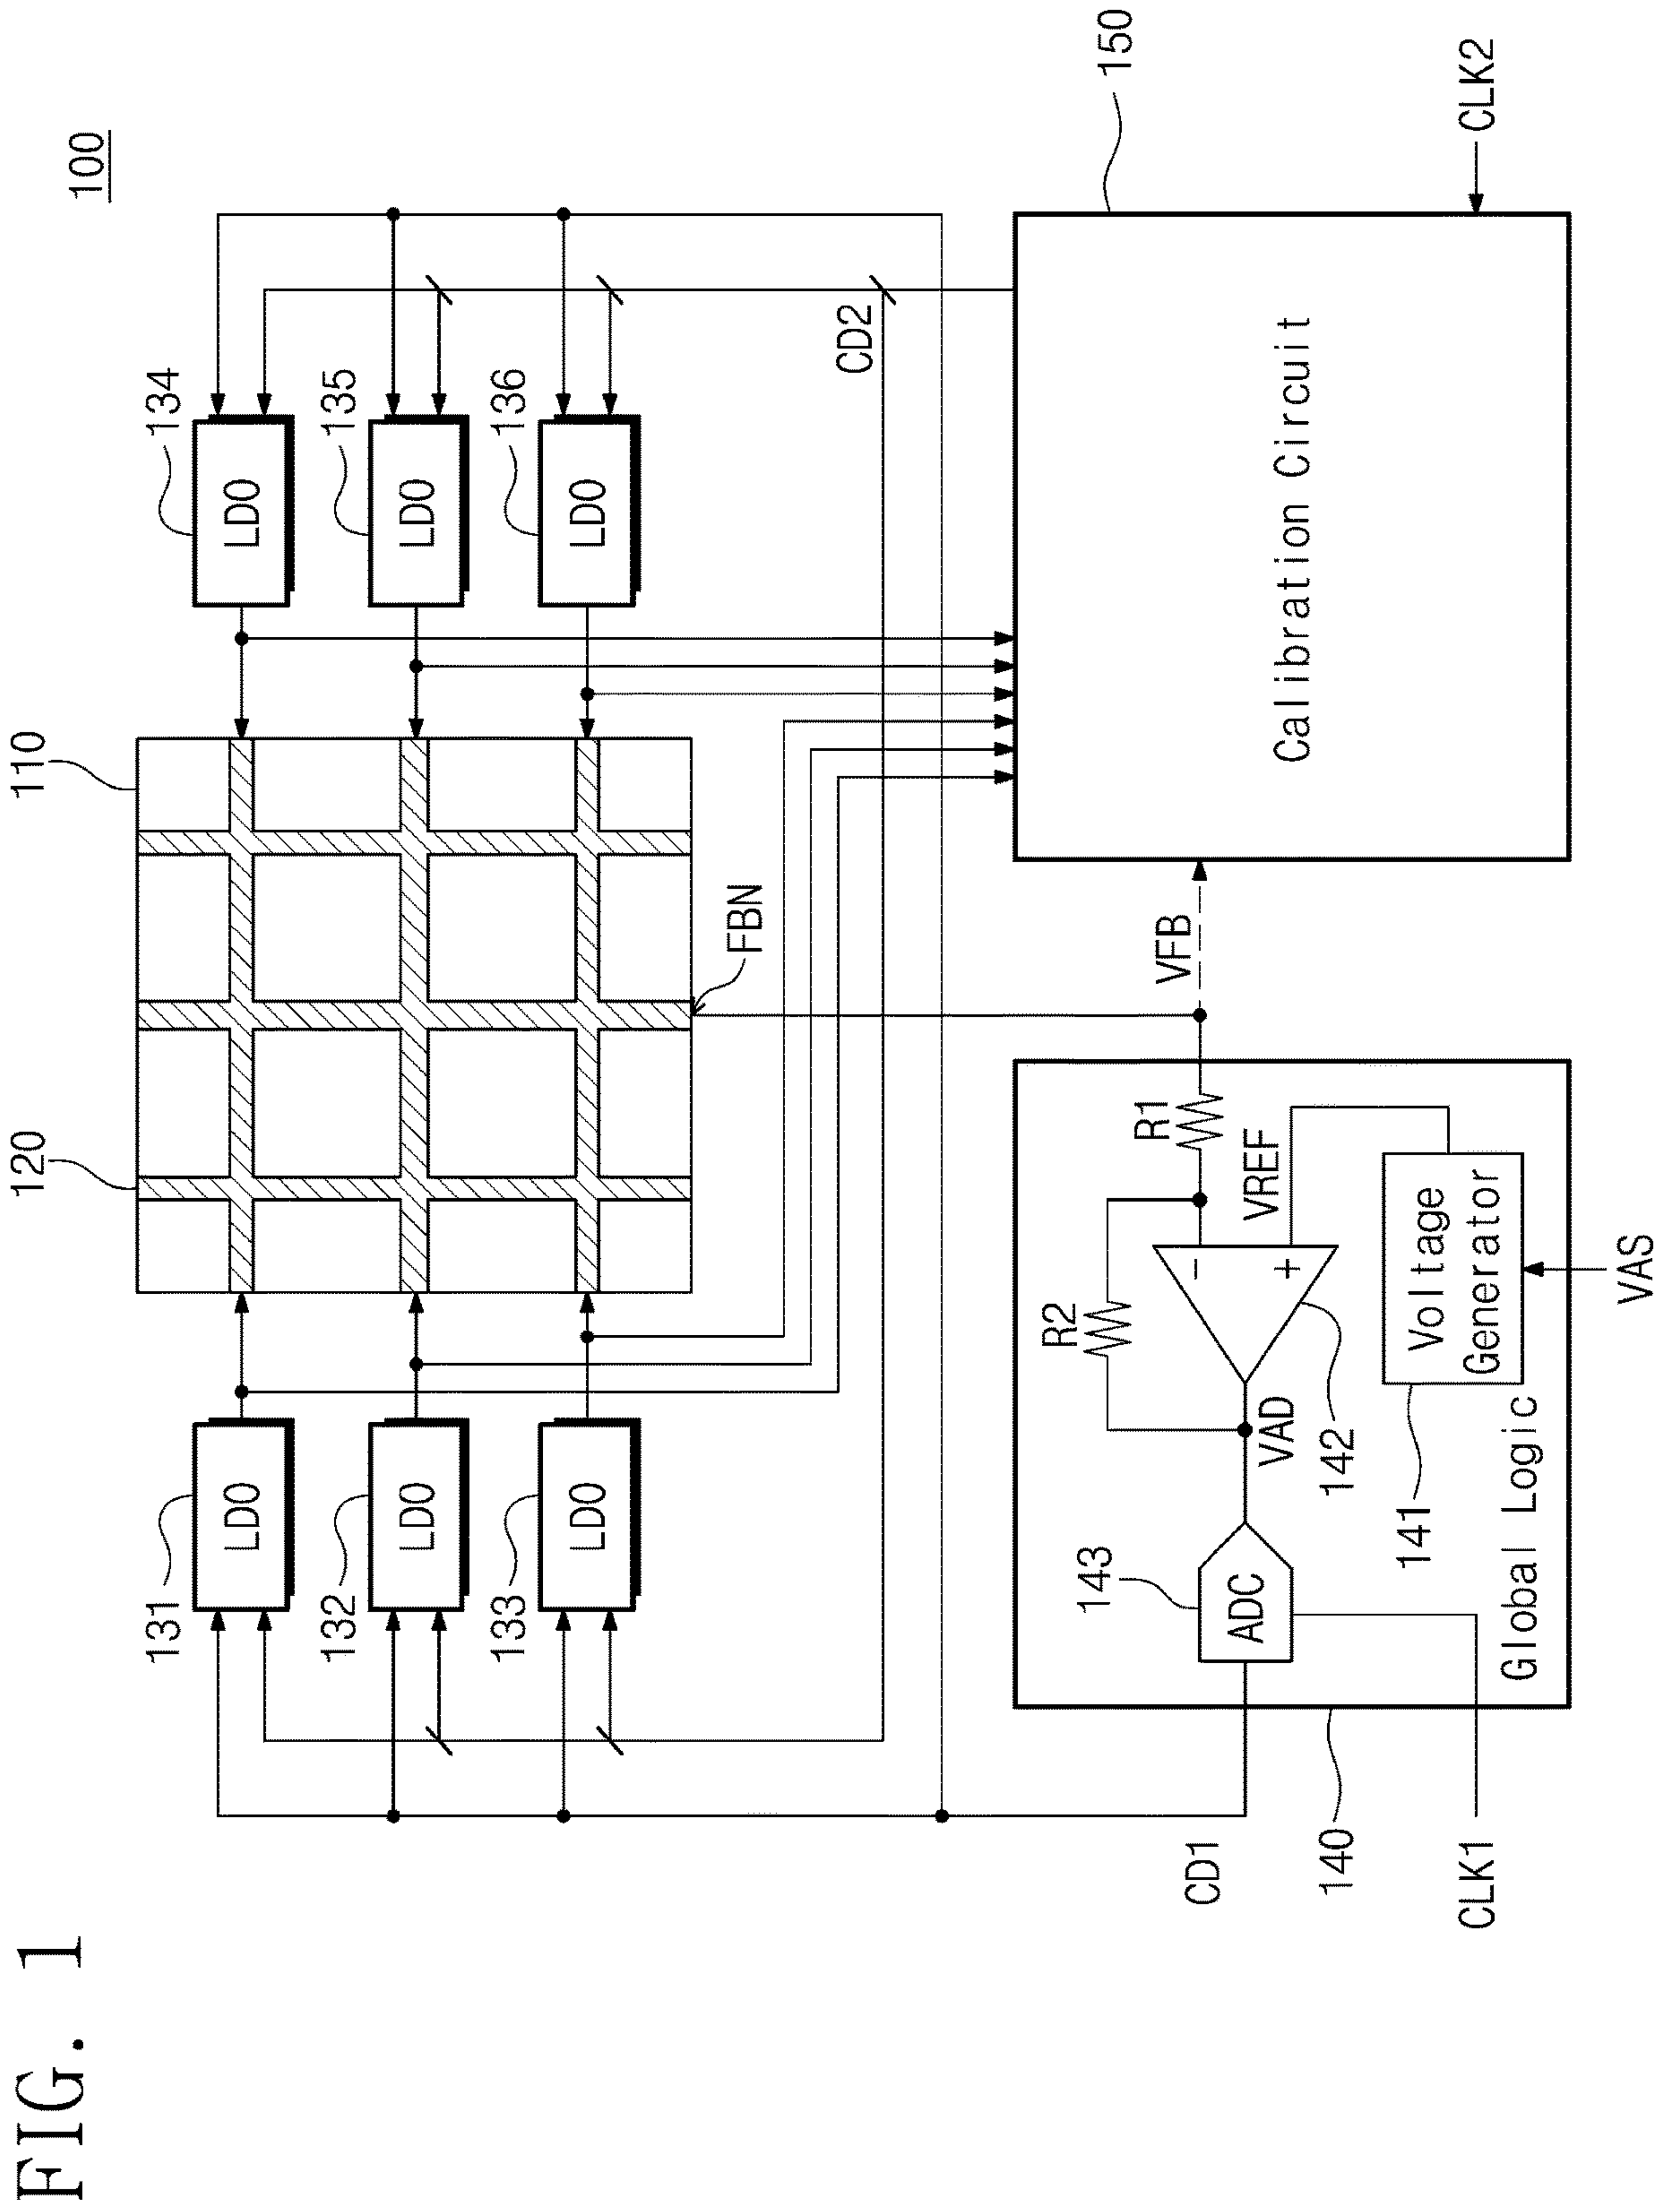 FIG. 1
100
120
110
131
LDO
LDO
134
132
LDO
LDO
135
133
LDO
LDO
136
FBN
CD2
CD1
143
ADC
R2
VAD
142
R1
VREF
-
+
VFB
141
Voltage
Generator
Global Logic
140
CLK1
VAS
Calibration Circuit
150
CLK2